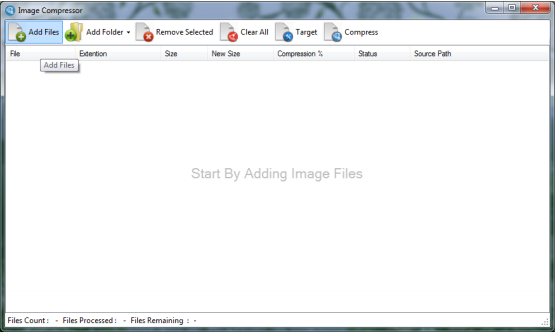 Image Compressor
Add Files Add Folder Remove Selected Clear All Target Compress
File Extention Size New Size Compression % Status Source Path
Add Files
Start By Adding Image Files
Files Count : - Files Processed : - Files Remaining : -